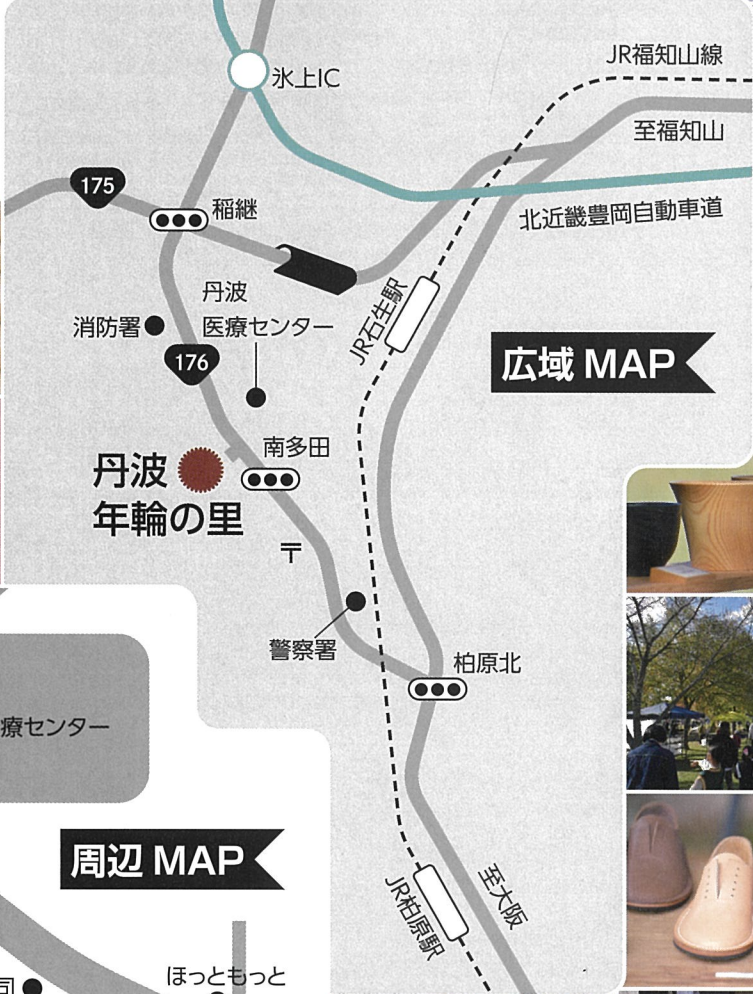 JR福知山線
氷上IC
至福知山
175
稲継
北近畿豊岡自動車道
丹波
医療センター
消防署
JR石生駅
176
広域 MAP
南多田
丹波
年輪の里
〒
警察署
柏原北
療センター
周辺 MAP
至大阪
JR柏原駅
ほっともっと
司